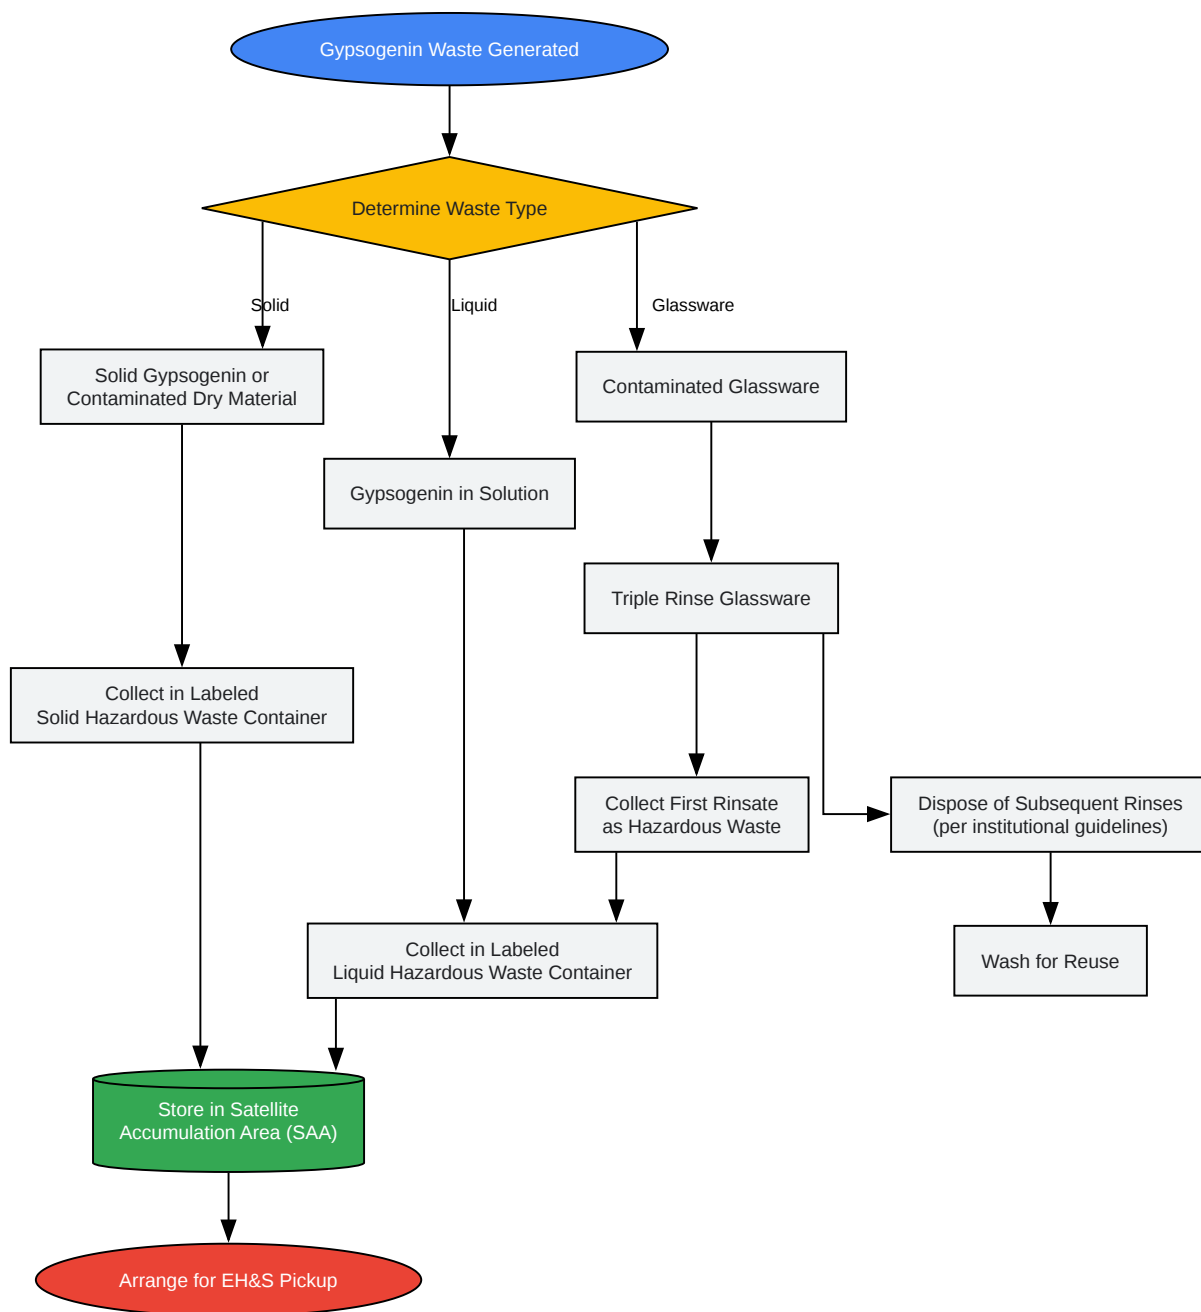 Gypsogenin Waste Generated
Determine Waste Type
Solid
Liquid
Glassware
Solid Gypsogenin or
Contaminated Dry Material
Contaminated Glassware
Gypsogenin in Solution
Triple Rinse Glassware
Collect in Labeled
Solid Hazardous Waste Container
Collect First Rinsate
as Hazardous Waste
Dispose of Subsequent Rinses
(per institutional guidelines)
Collect in Labeled
Liquid Hazardous Waste Container
Wash for Reuse
Store in Satellite
Accumulation Area (SAA)
Arrange for EH&S Pickup